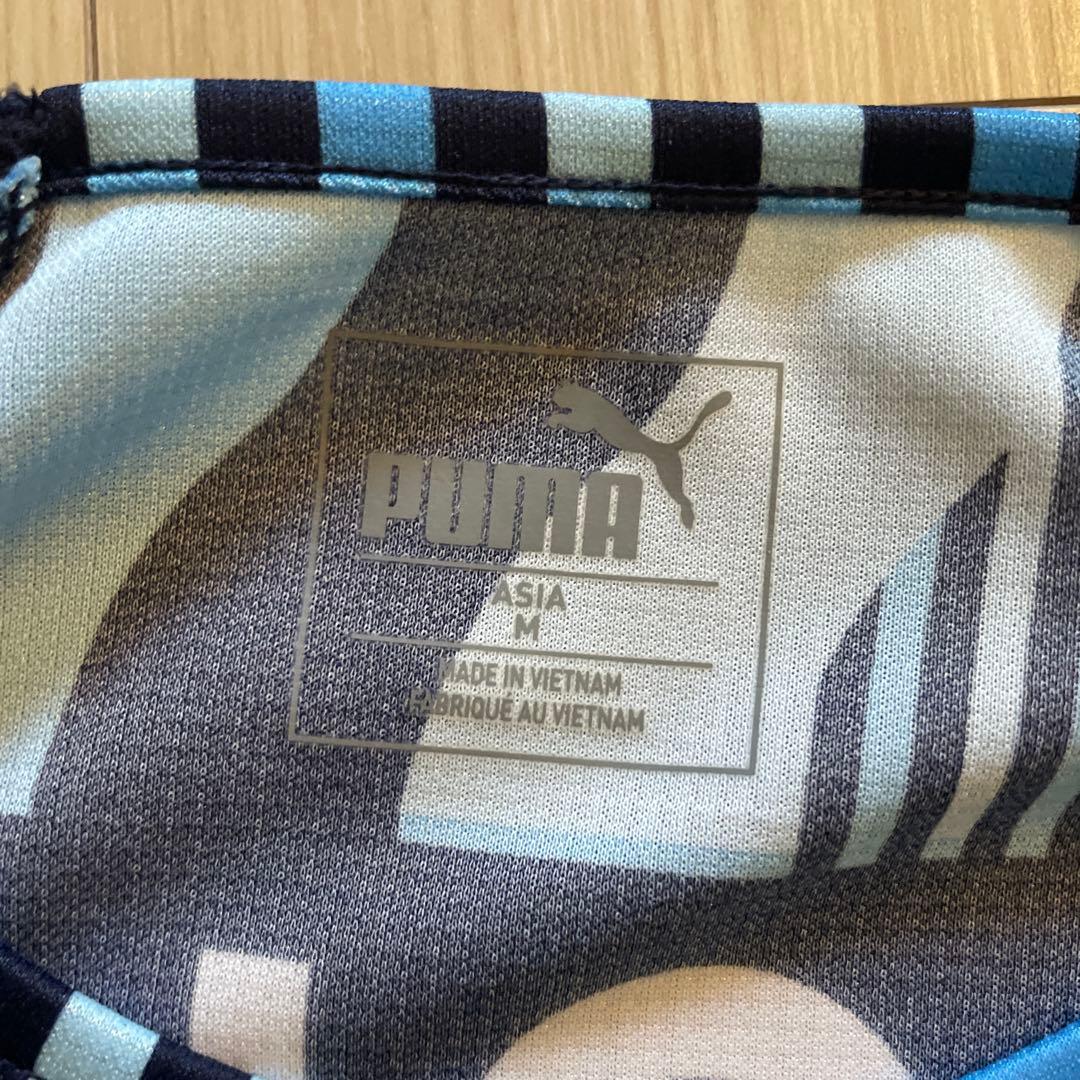 PUMA
ASIA
M
MADE IN VIETNAM
FABRIQUÉ AU VIETNAM